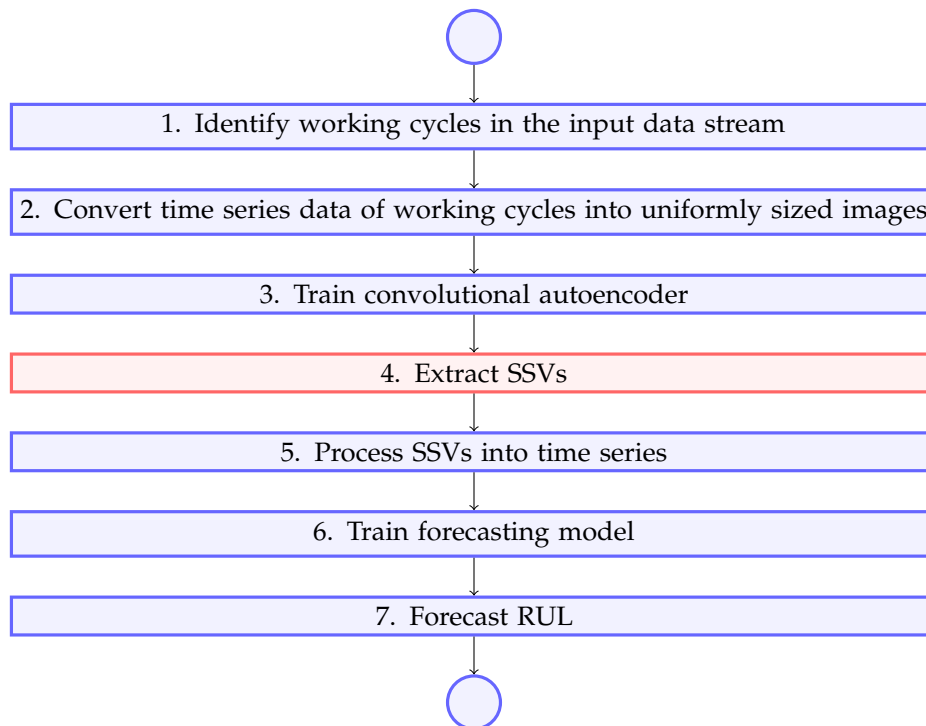 1. Identify working cycles in the input data stream
2. Convert time series data of working cycles into uniformly sized images
3. Train convolutional autoencoder
4. Extract SSVs
5. Process SSVs into time series
6. Train forecasting model
7. Forecast RUL